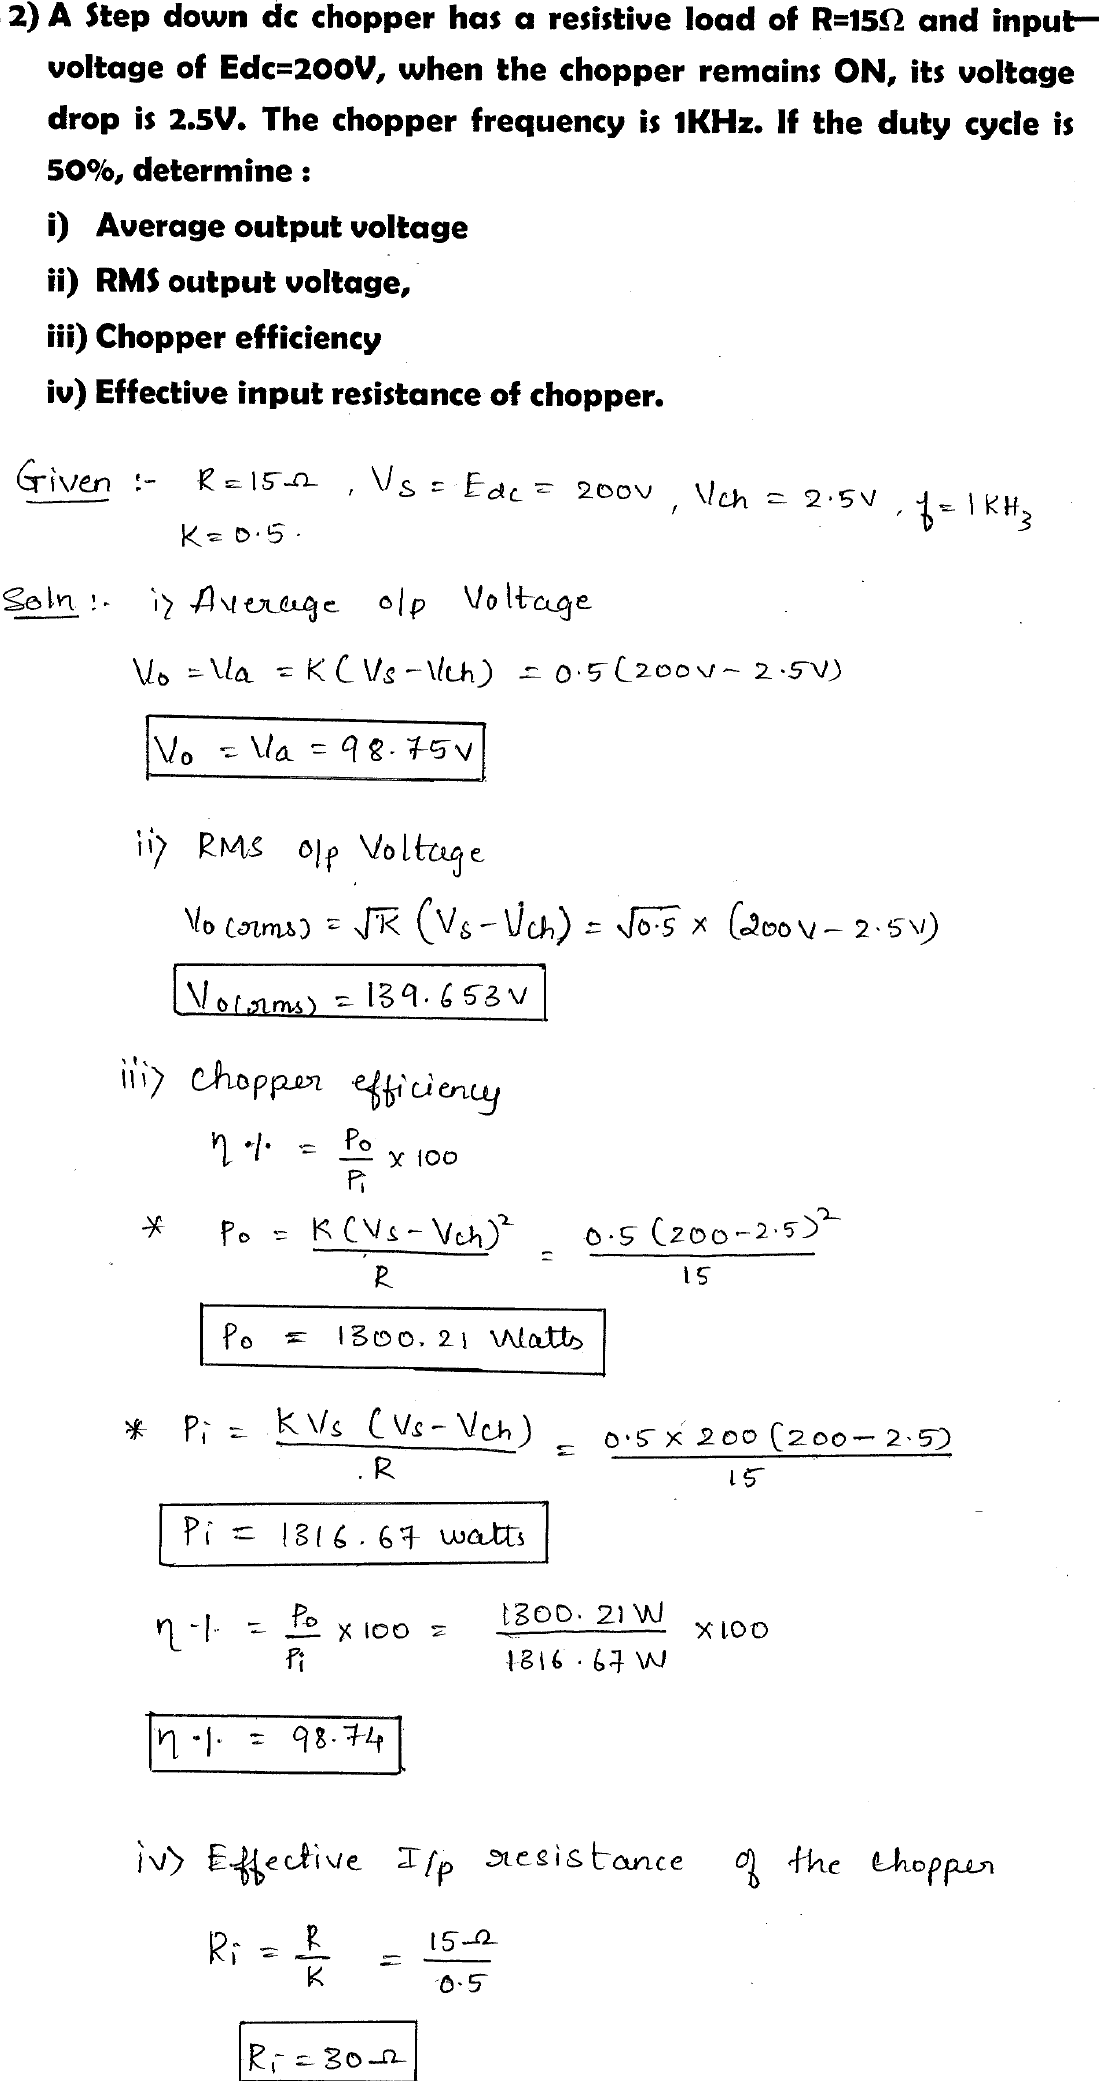 2) A Step down dc chopper has a resistive load of R=15Ω and input
voltage of Edc=200V, when the chopper remains ON, its voltage
drop is 2.5V. The chopper frequency is 1KHz. If the duty cycle is
50%, determine :
i) Average output voltage
ii) RMS output voltage,
iii) Chopper efficiency
iv) Effective input resistance of chopper.
Given :- R = 15Ω , Vs = Edc = 200V , Vch = 2.5V , f = 1KHz
K = 0.5 .
Soln :- i> Average o/p Voltage
Vo = Va = K ( Vs - Vch ) = 0.5 (200V - 2.5V)
Vo = Va = 98.75V
ii> RMS o/p Voltage
Vo (rms) = √K (Vs - Vch) = √0.5 × (200V - 2.5V)
Vo(rms) = 139.653V
iii> chopper efficiency
η % = Po/Pi × 100
* Po = K (Vs - Vch)²/R = 0.5 (200 - 2.5)²/15
Po = 1300.21 Watts
* Pi = K Vs (Vs - Vch)/R = 0.5 × 200 (200 - 2.5)/15
Pi = 1316.67 watts
η % = Po/Pi × 100 = 1300.21W/1316.67W × 100
η % = 98.74
iv> Effective I/p resistance of the chopper
Ri = R/K = 15Ω/0.5
Ri = 30Ω